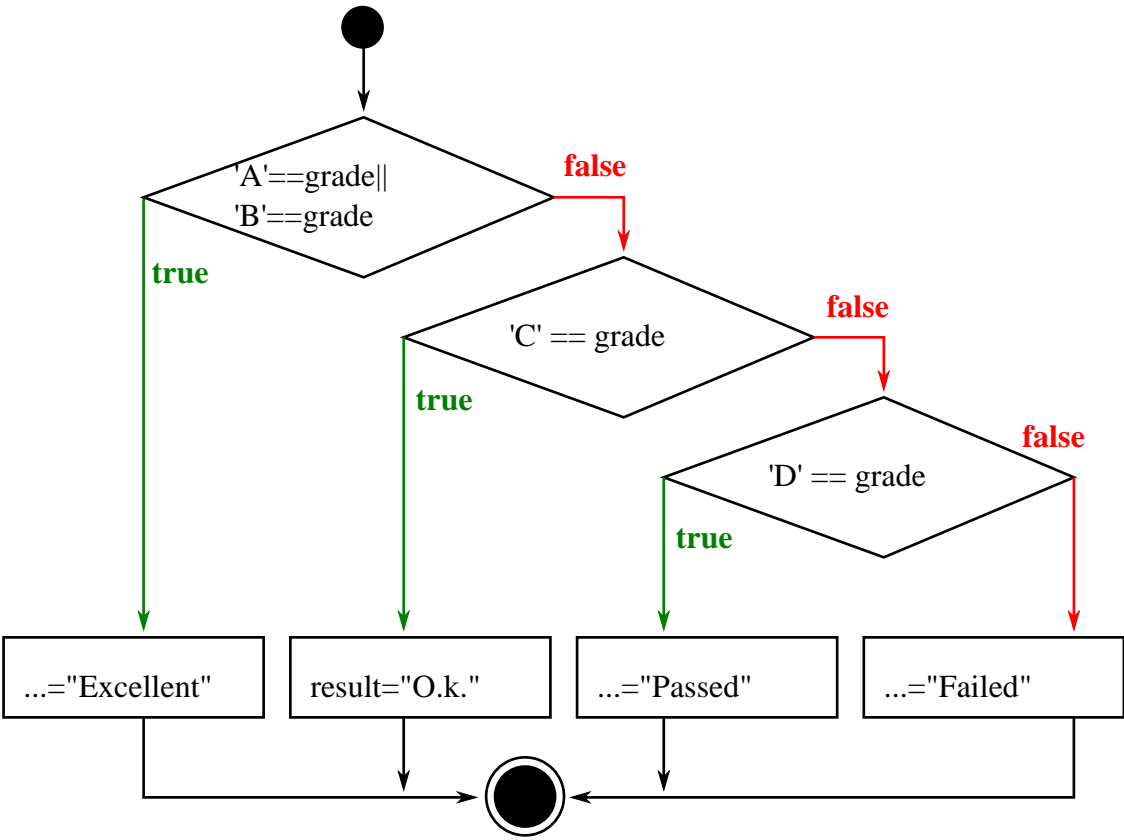 'A'==grade||
'B'==grade
false
true
'C' == grade
false
true
'D' == grade
false
true
...="Excellent"
result="O.k."
...="Passed"
...="Failed"